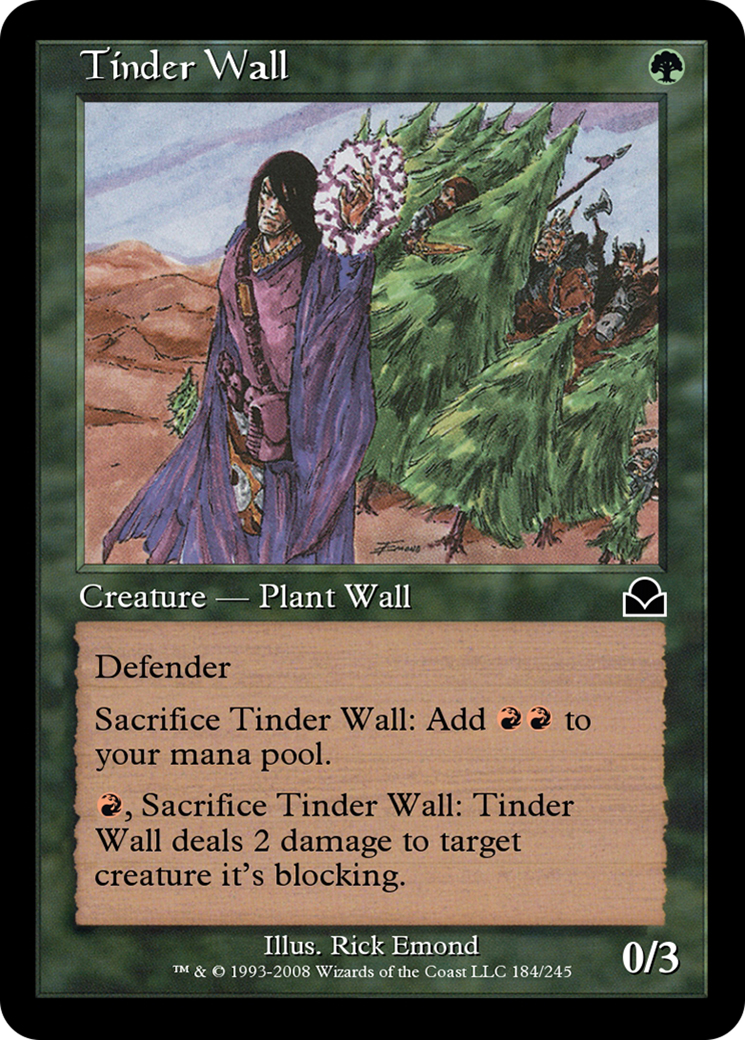 Tinder Wall
Creature — Plant Wall
Defender
Sacrifice Tinder Wall: Add to
your mana pool.
, Sacrifice Tinder Wall: Tinder
Wall deals 2 damage to target
creature it's blocking.
Illus. Rick Emond
™ & © 1993-2008 Wizards of the Coast LLC 184/245
0/3